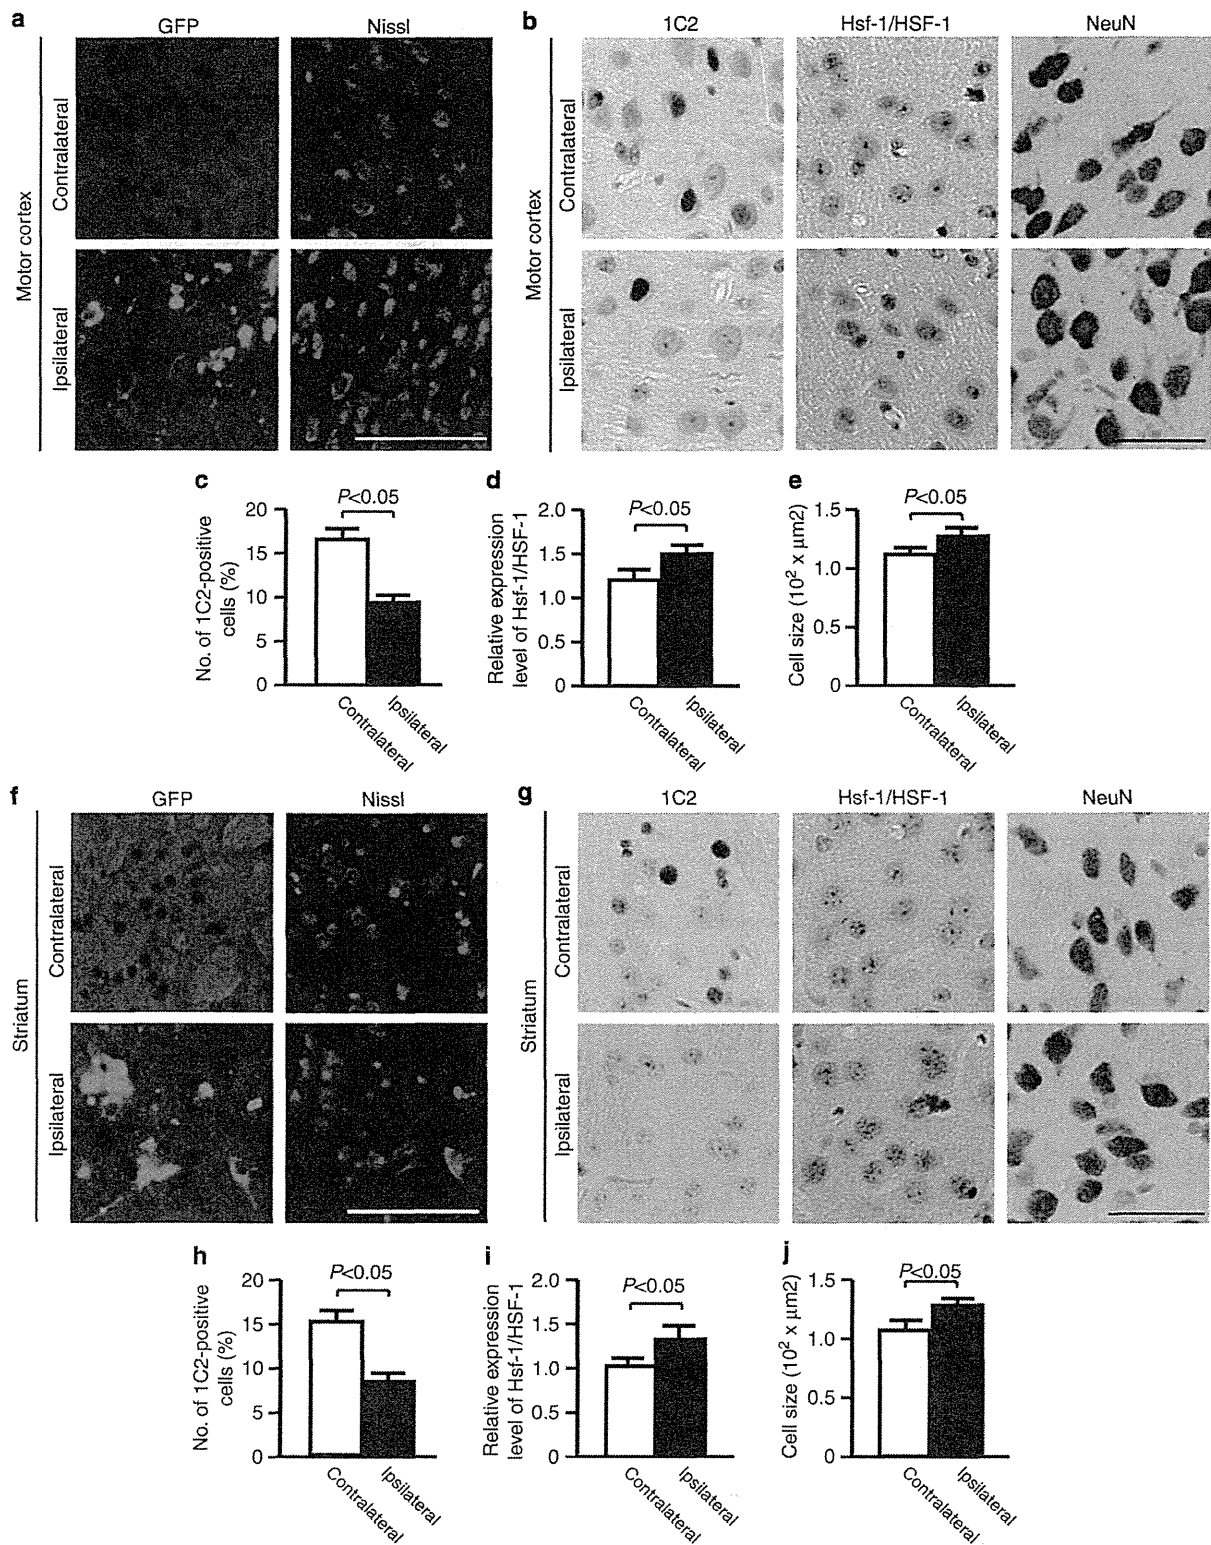 a
GFP
Nissl
Motor cortex
Contralateral
Ipsilateral
b
1C2
Hsf-1/HSF-1
NeuN
Motor cortex
Contralateral
Ipsilateral
c
No. of 1C2-positive
cells (%)
20
15
10
5
0
P<0.05
Contralateral
Ipsilateral
d
Relative expression
level of Hsf-1/HSF-1
2.0
1.5
1.0
0.5
0
P<0.05
Contralateral
Ipsilateral
e
Cell size (10² x µm2)
1.5
1.0
0.5
0
P<0.05
Contralateral
Ipsilateral
f
GFP
Nissl
Striatum
Contralateral
Ipsilateral
g
1C2
Hsf-1/HSF-1
NeuN
Striatum
Contralateral
Ipsilateral
h
No. of 1C2-positive
cells (%)
20
15
10
5
0
P<0.05
Contralateral
Ipsilateral
i
Relative expression
level of Hsf-1/HSF-1
2.0
1.5
1.0
0.5
0
P<0.05
Contralateral
Ipsilateral
j
Cell size (10² x µm2)
1.5
1.0
0.5
0
P<0.05
Contralateral
Ipsilateral